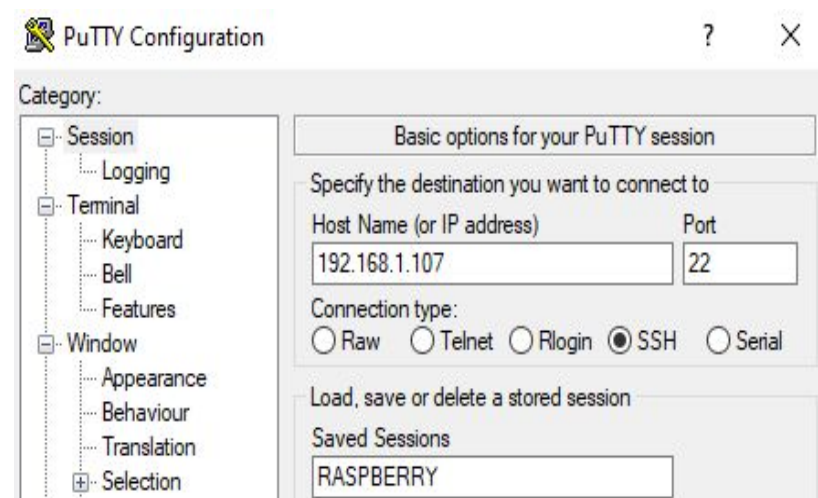 PuTTY Configuration
?
Category:
Session
Logging
Terminal
Keyboard
Bell
Features
Window
Appearance
Behaviour
Translation
Selection
Basic options for your PuTTY session
Specify the destination you want to connect to
Host Name (or IP address) Port
192.168.1.107 22
Connection type:
Raw Telnet Rlogin SSH Serial
Load, save or delete a stored session
Saved Sessions
RASPBERRY